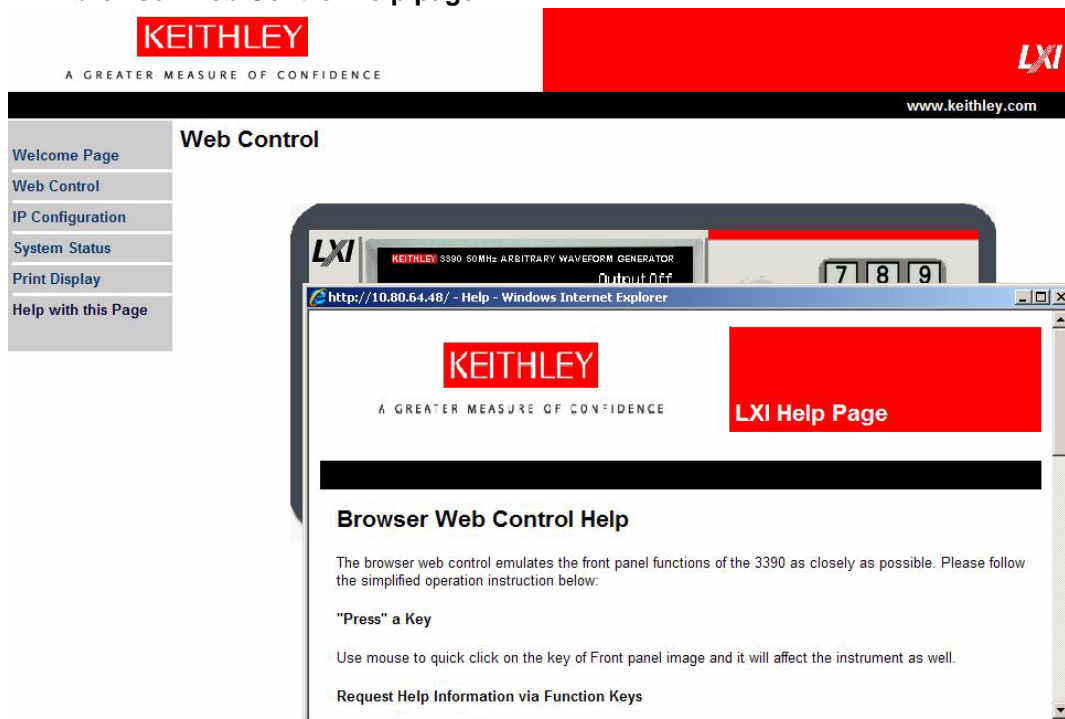 KEITHLEY
A GREATER MEASURE OF CONFIDENCE
LXI
www.keithley.com
Welcome Page
Web Control
IP Configuration
System Status
Print Display
Help with this Page
Web Control
LXI
KEITHLEY 3390 50MHz ARBITRARY WAVEFORM GENERATOR
Output Off
7 8 9
http://10.80.64.48/ - Help - Windows Internet Explorer
KEITHLEY
A GREATER MEASURE OF CONFIDENCE
LXI Help Page
Browser Web Control Help
The browser web control emulates the front panel functions of the 3390 as closely as possible. Please follow
the simplified operation instruction below:
"Press" a Key
Use mouse to quick click on the key of Front panel image and it will affect the instrument as well.
Request Help Information via Function Keys